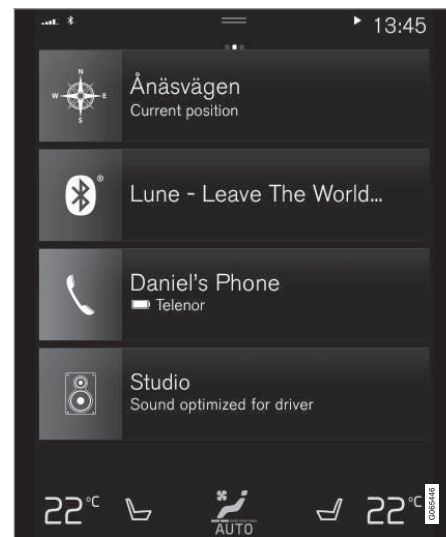 13:45
N
W E
S
Ånäsvägen
Current position
®
Lune - Leave The World...
Daniel's Phone
Telenor
Studio
Sound optimized for driver
22°C
AUTO
22°C
G065446